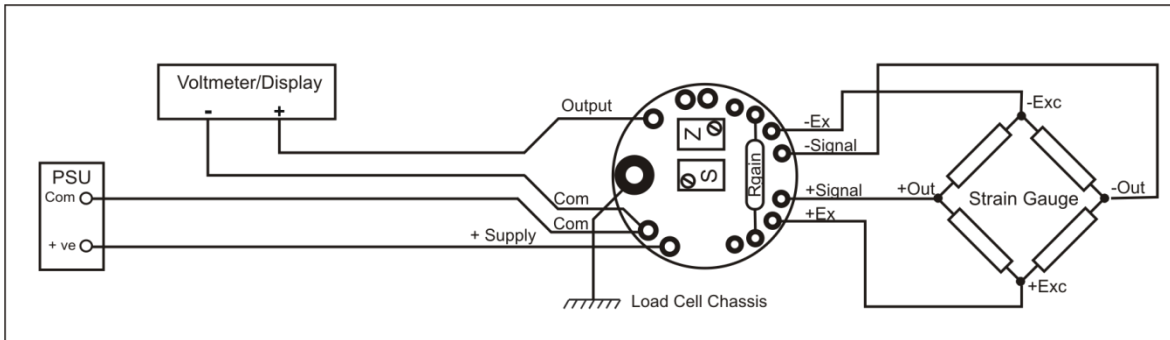 Voltmeter/Display
- +
PSU
Com
+ ve
Output
Com
Com
+ Supply
Load Cell Chassis
Z
S
Rgain
-Ex
-Signal
+Signal
+Ex
-Exc
+Out
Strain Gauge
-Out
+Exc